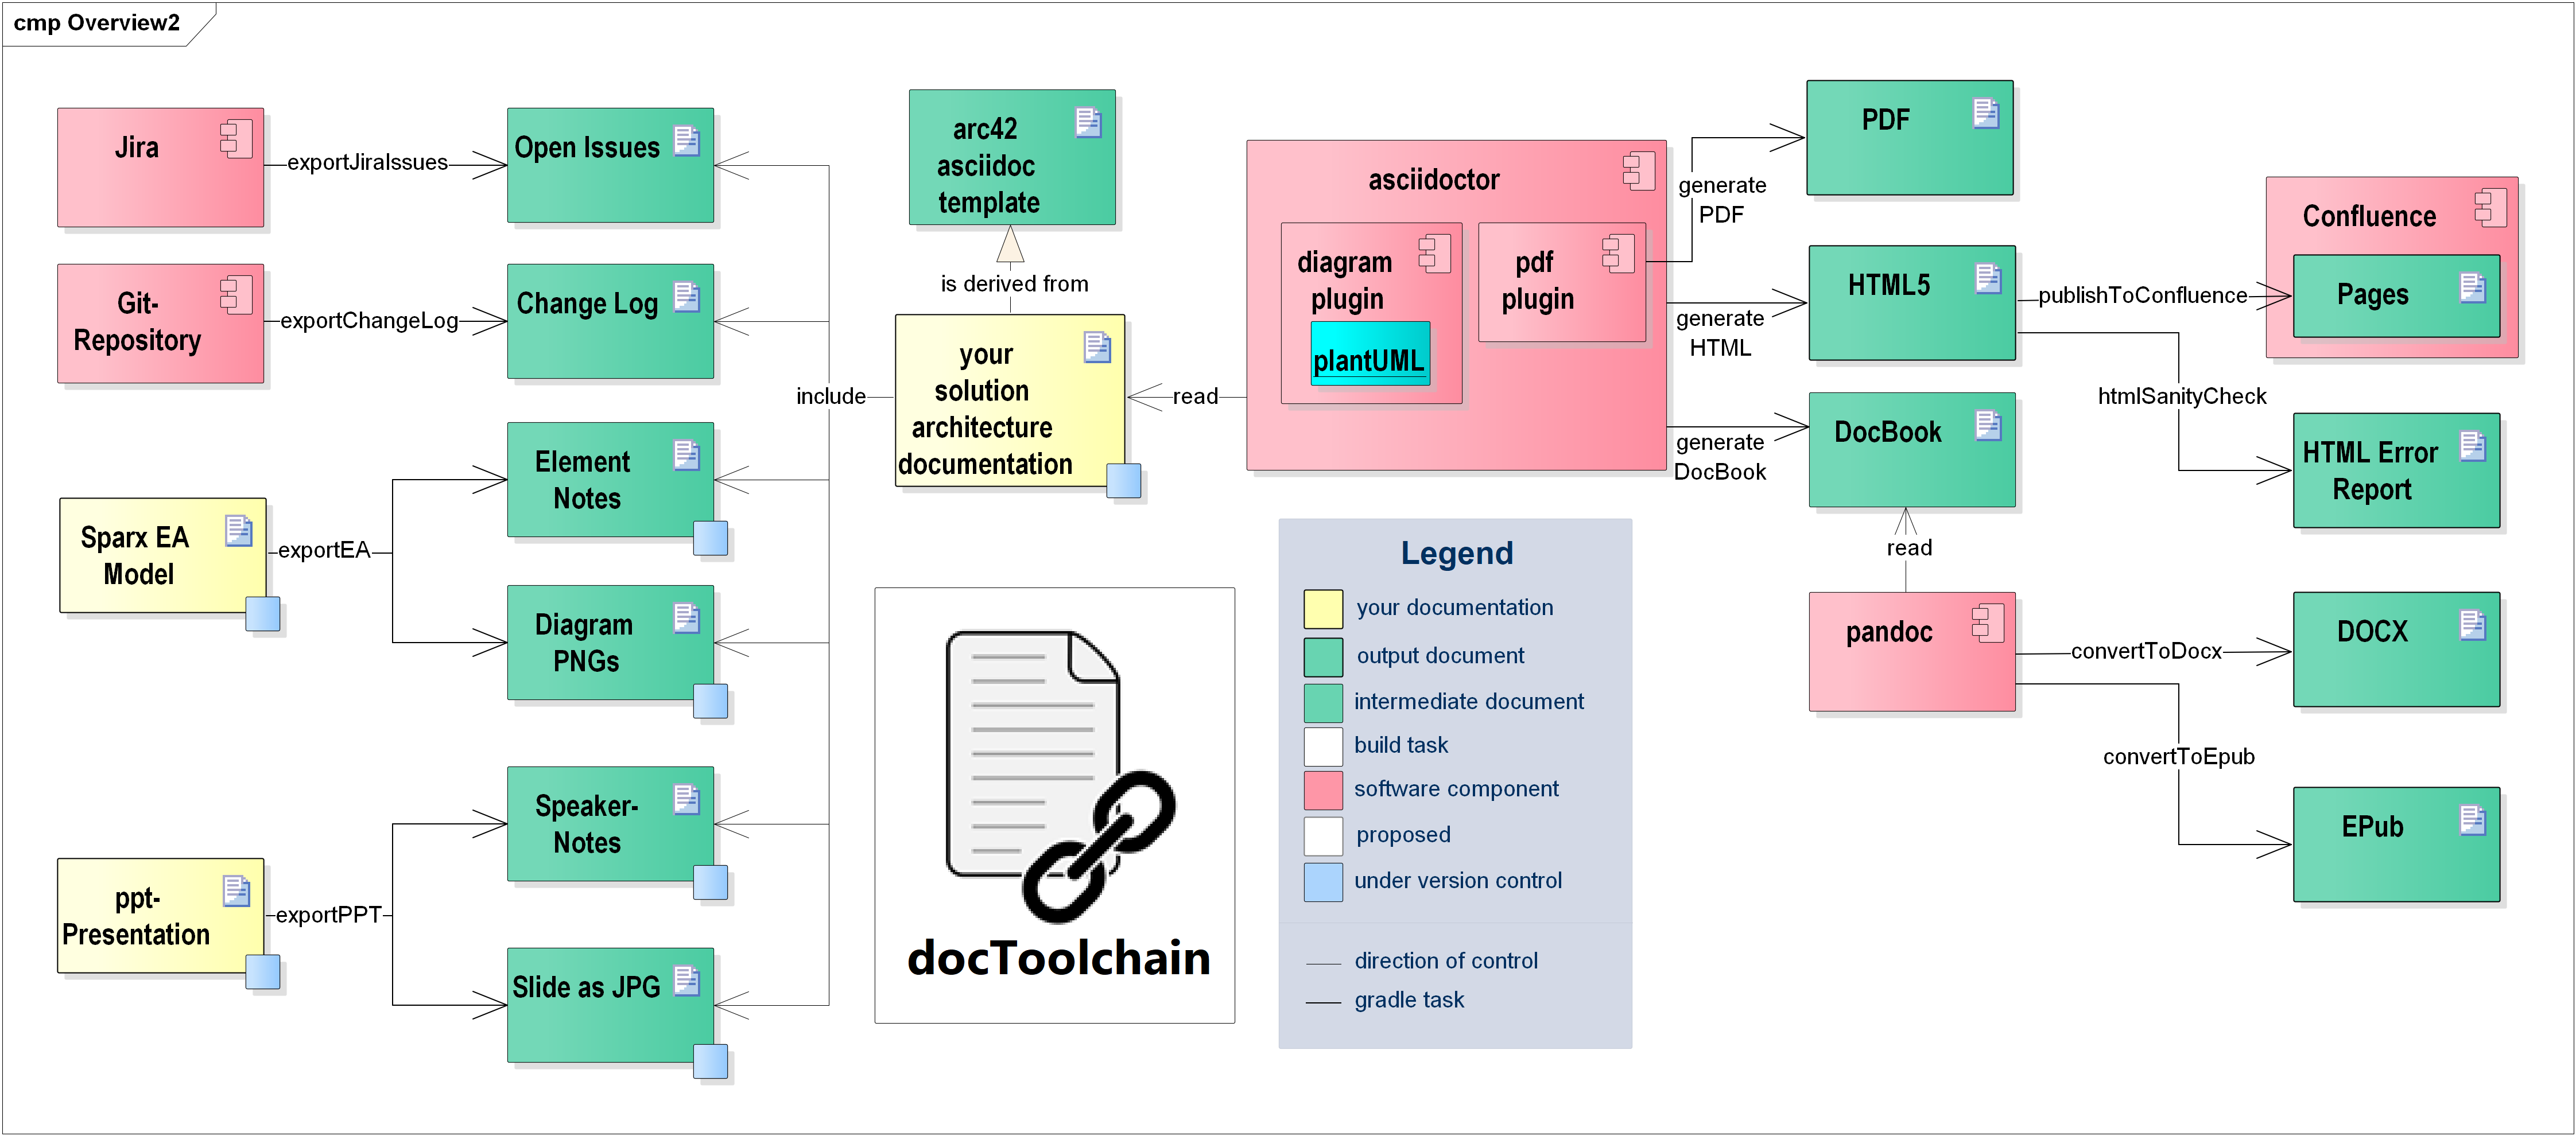 cmp Overview2
Jira
exportJiraIssues
Open Issues
Git-
Repository
exportChangeLog
Change Log
Sparx EA
Model
exportEA
Element
Notes
Diagram
PNGs
ppt-
Presentation
exportPPT
Speaker-
Notes
Slide as JPG
include
arc42
asciidoc
template
is derived from
your
solution
architecture
documentation
read
docToolchain
asciidoctor
diagram
plugin
plantUML
pdf
plugin
generate
PDF
generate
HTML
generate
DocBook
Legend
your documentation
output document
intermediate document
build task
software component
proposed
under version control
direction of control
gradle task
PDF
HTML5
DocBook
read
pandoc
publishToConfluence
htmlSanityCheck
convertToDocx
convertToEpub
Confluence
Pages
HTML Error
Report
DOCX
EPub